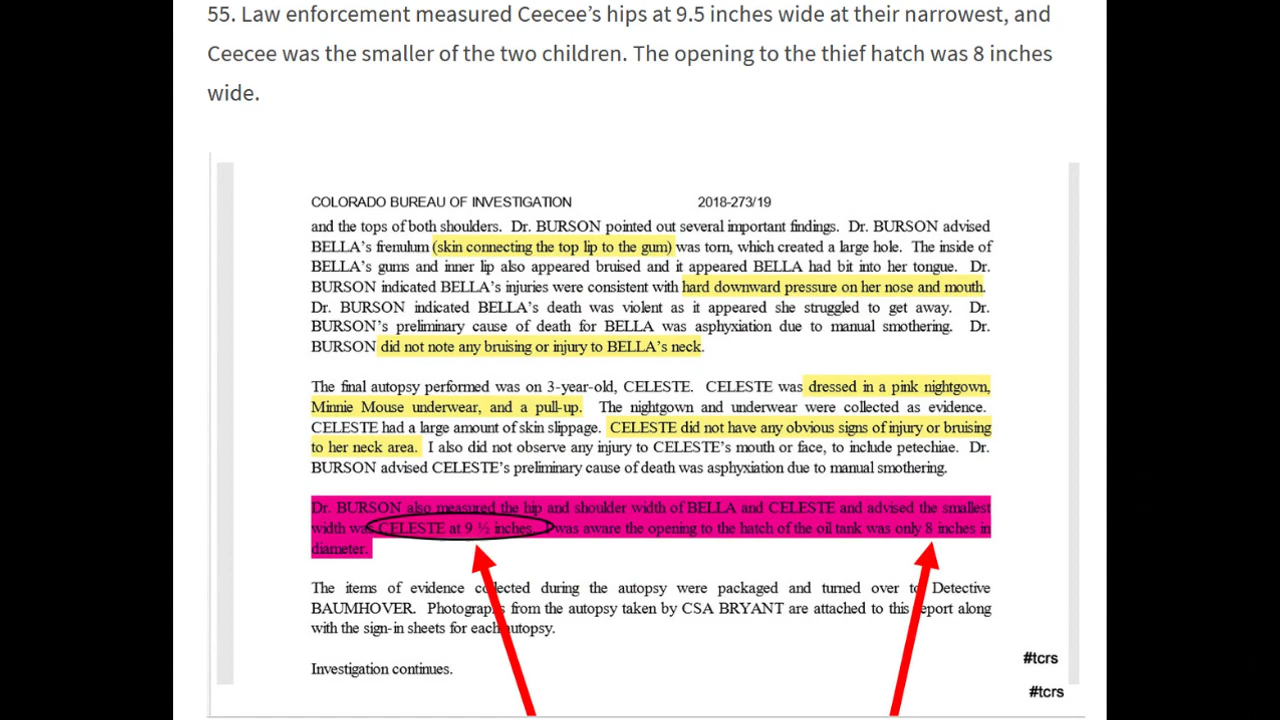 55. Law enforcement measured Ceecee’s hips at 9.5 inches wide at their narrowest, and
Ceecee was the smaller of the two children. The opening to the thief hatch was 8 inches
wide.
COLORADO BUREAU OF INVESTIGATION 2018-273/19
and the tops of both shoulders. Dr. BURSON pointed out several important findings. Dr. BURSON advised
BELLA’s frenulum (skin connecting the top lip to the gum) was torn, which created a large hole. The inside of
BELLA’s gums and inner lip also appeared bruised and it appeared BELLA had bit into her tongue. Dr.
BURSON indicated BELLA’s injuries were consistent with hard downward pressure on her nose and mouth.
Dr. BURSON indicated BELLA’s death was violent as it appeared she struggled to get away. Dr.
BURSON’s preliminary cause of death for BELLA was asphyxiation due to manual smothering. Dr.
BURSON did not note any bruising or injury to BELLA’s neck.
The final autopsy performed was on 3-year-old, CELESTE. CELESTE was dressed in a pink nightgown,
Minnie Mouse underwear, and a pull-up. The nightgown and underwear were collected as evidence.
CELESTE had a large amount of skin slippage. CELESTE did not have any obvious signs of injury or bruising
to her neck area. I also did not observe any injury to CELESTE’s mouth or face, to include petechiae. Dr.
BURSON advised CELESTE’s preliminary cause of death was asphyxiation due to manual smothering.
Dr. BURSON also measured the hip and shoulder width of BELLA and CELESTE and advised the smallest
width was CELESTE at 9 ½ inches. I was aware the opening to the hatch of the oil tank was only 8 inches in
diameter.
The items of evidence collected during the autopsy were packaged and turned over to Detective
BAUMHOVER. Photographs from the autopsy taken by CSA BRYANT are attached to this report along
with the sign-in sheets for each autopsy.
Investigation continues.
#tcrs
#tcrs